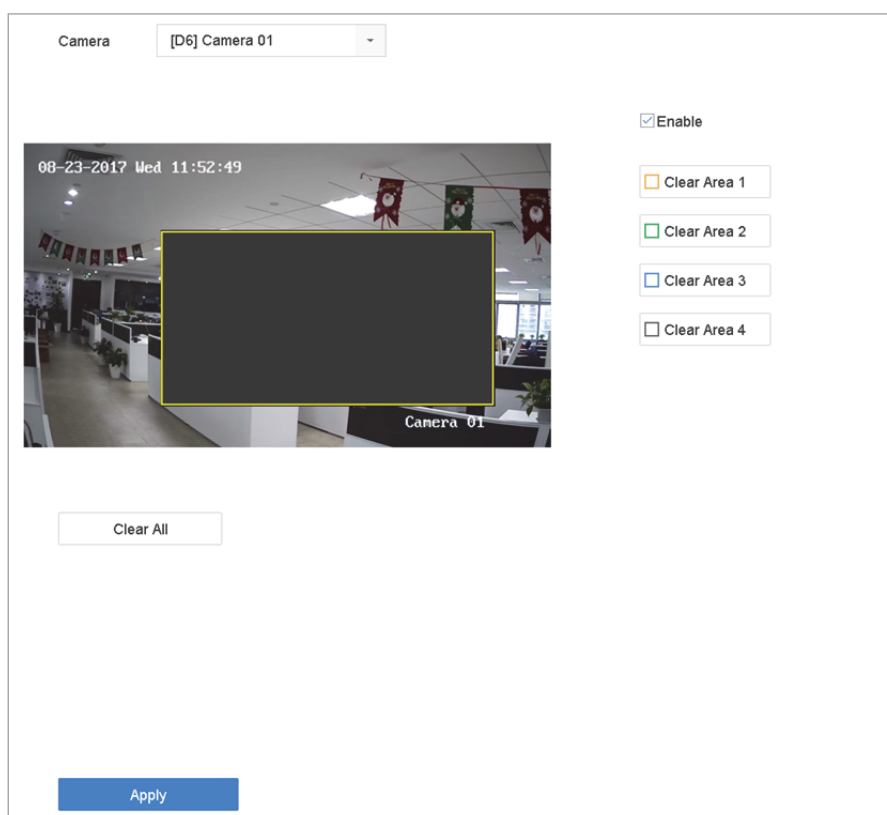 Camera [D6] Camera 01
Enable
08-23-2017 Wed 11:52:49
Clear Area 1
Clear Area 2
Clear Area 3
Clear Area 4
Camera 01
Clear All
Apply